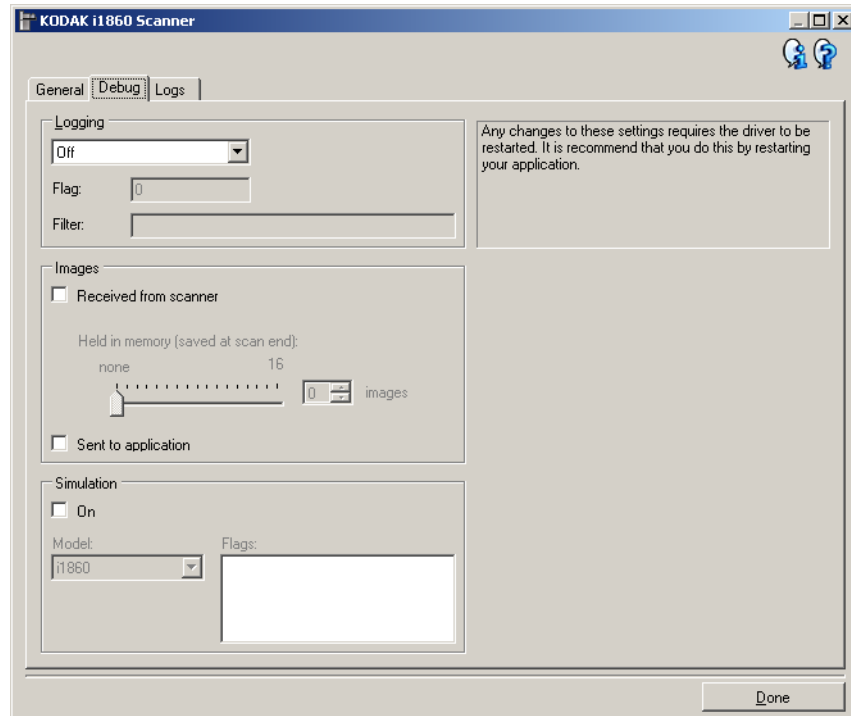 KODAK i1860 Scanner
General Debug Logs
Logging
Off
Flag: 0
Filter:
Images
Received from scanner
Held in memory (saved at scan end):
none 16
0 images
Sent to application
Simulation
On
Model: Flags:
i1860
Any changes to these settings requires the driver to be
restarted. It is recommend that you do this by restarting
your application.
Done